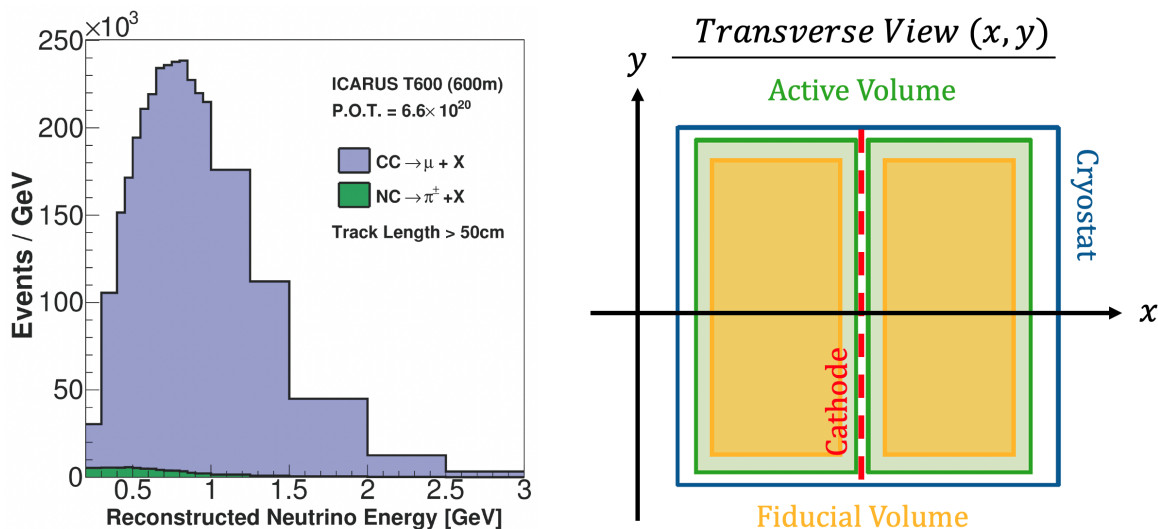 ×10³
250
200
150
100
50
0
Events / GeV
ICARUS T600 (600m)
P.O.T. = 6.6× 10²⁰
CC → μ + X
NC → π± +X
Track Length > 50cm
0.5 1 1.5 2 2.5 3
Reconstructed Neutrino Energy [GeV]
Transverse View (x, y)
y
Active Volume
Cryostat
x
Cathode
Fiducial Volume